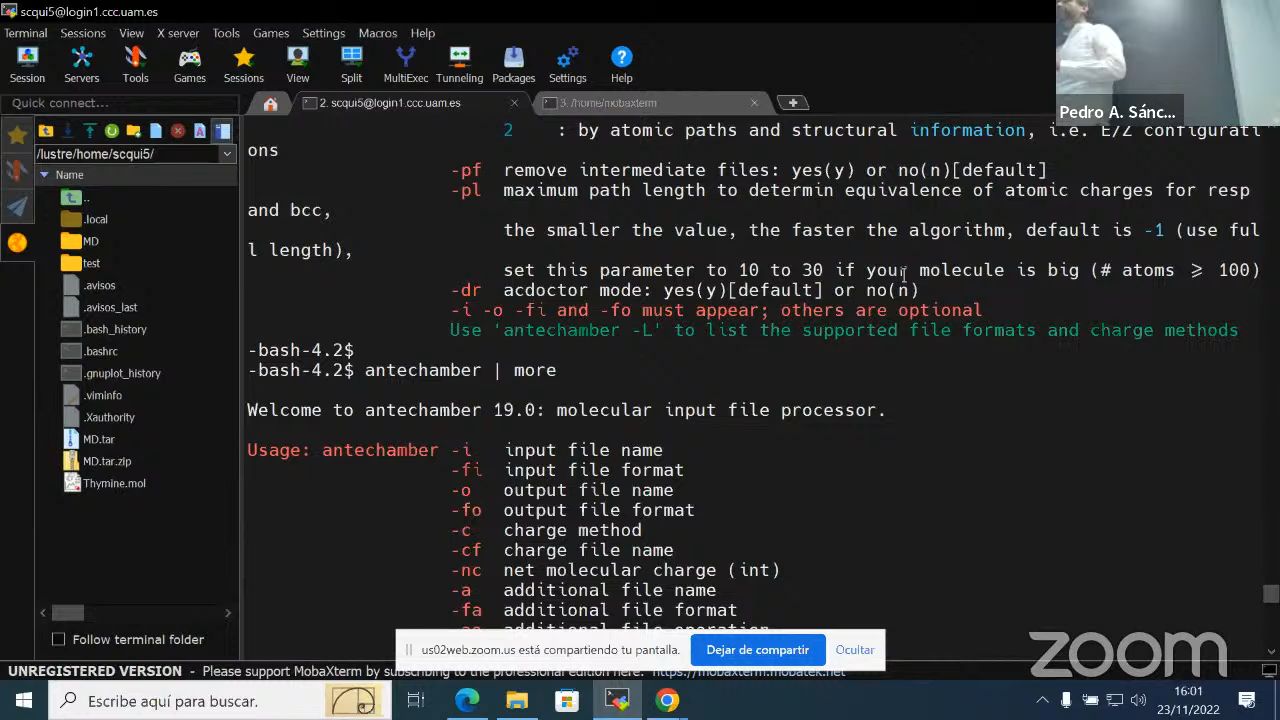 scqui5@login1.ccc.uam.es
Terminal Sessions View X server Tools Games Settings Macros Help
Session Servers Tools Games Sessions View Split MultiExec Tunneling Packages Settings Help
Pedro A. Sánc...
Quick connect...
2. scqui5@login1.ccc.uam.es
3. /home/mobaxterm
/lustre/home/scqui5/
Name
..
.local
MD
test
.avisos
.avisos_last
.bash_history
.bashrc
.gnuplot_history
.viminfo
.Xauthority
MD.tar
MD.tar.zip
Thymine.mol
Follow terminal folder
2 : by atomic paths and structural information, i.e. E/Z configurati
ons
-pf remove intermediate files: yes(y) or no(n)[default]
-pl maximum path length to determin equivalence of atomic charges for resp
and bcc,
the smaller the value, the faster the algorithm, default is -1 (use ful
l length),
set this parameter to 10 to 30 if your molecule is big (# atoms ≥ 100)
-dr acdoctor mode: yes(y)[default] or no(n)
-i -o -fi and -fo must appear; others are optional
Use 'antechamber -L' to list the supported file formats and charge methods
-bash-4.2$
-bash-4.2$ antechamber | more
Welcome to antechamber 19.0: molecular input file processor.
Usage: antechamber -i input file name
-fi input file format
-o output file name
-fo output file format
-c charge method
-cf charge file name
-nc net molecular charge (int)
-a additional file name
-fa additional file format
us02web.zoom.us está compartiendo tu pantalla.
Dejar de compartir
Ocultar
zoom
UNREGISTERED VERSION - Please support MobaXterm by subscribing to the professional edition here: https://mobaxterm.mobatek.net
Escribe aquí para buscar.
16:01
23/11/2022